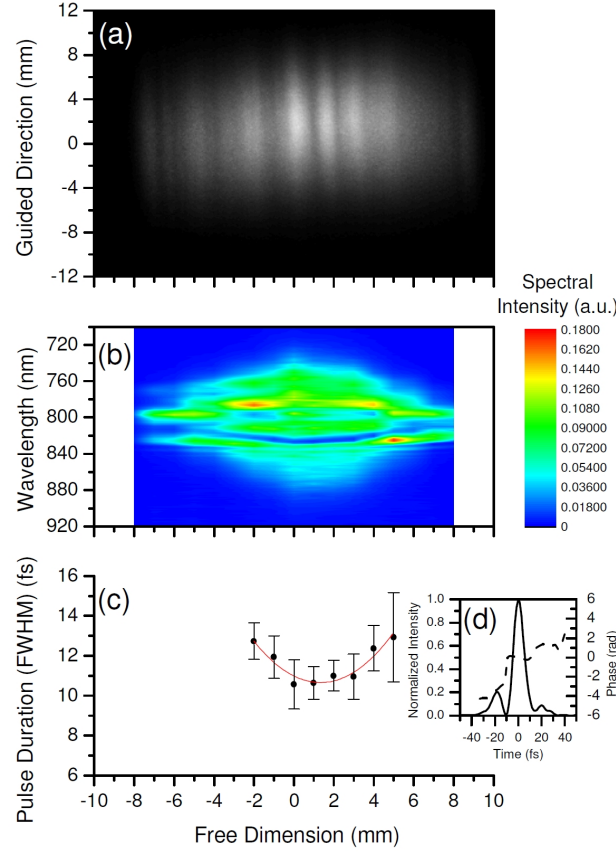 (a)
12
8
4
0
-4
-8
-12
Guided Direction (mm)
(b)
720
760
800
840
880
920
Wavelength (nm)
Spectral
Intensity (a.u.)
0.1800
0.1620
0.1440
0.1260
0.1080
0.09000
0.07200
0.05400
0.03600
0.01800
0
(c)
16
14
12
10
8
6
Pulse Duration (FWHM) (fs)
-10 -8 -6 -4 -2 0 2 4 6 8 10
Free Dimension (mm)
(d)
1.0
0.8
0.6
0.4
0.2
0.0
Normalized Intensity
6
4
2
0
-2
-4
-6
Phase (rad)
-40 -20 0 20 40
Time (fs)